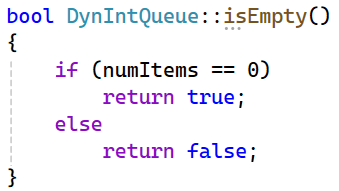 bool DynIntQueue::isEmpty()
{
    if (numItems == 0)
        return true;
    else
        return false;
}